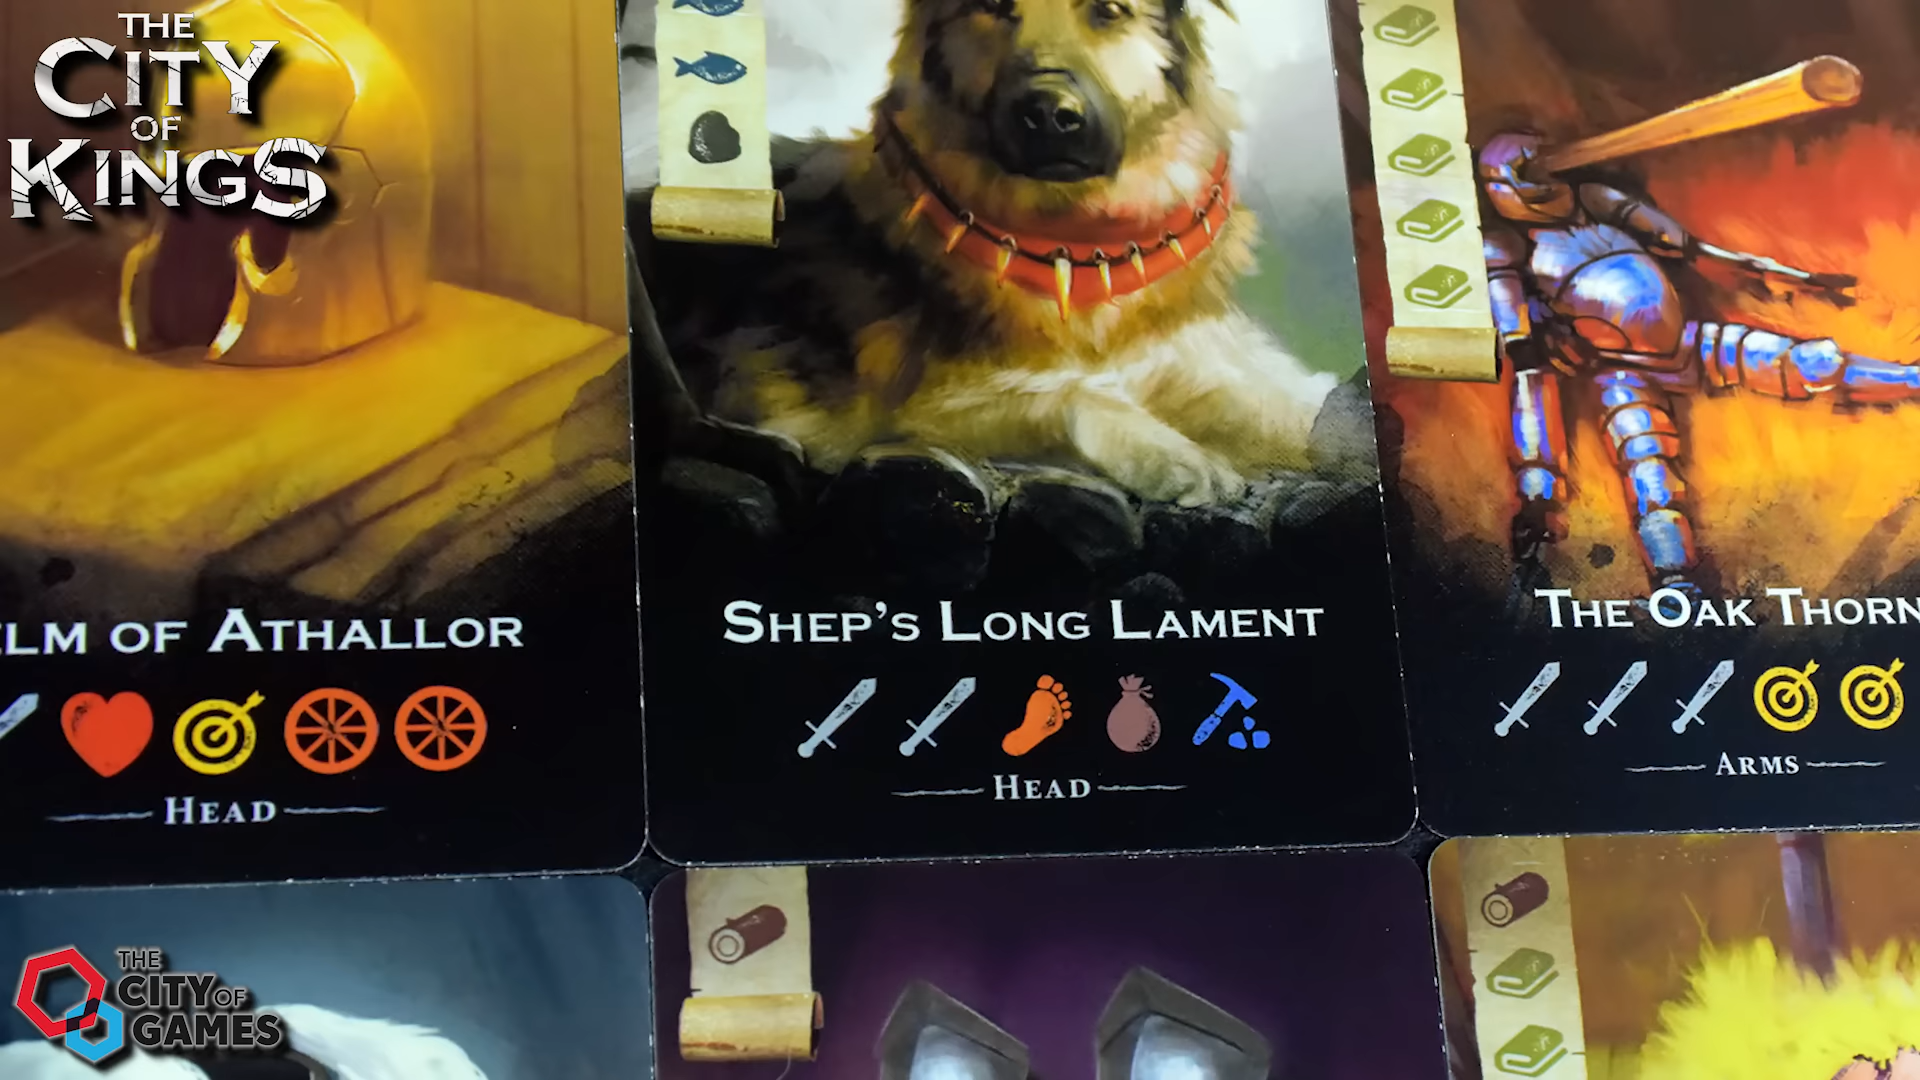 THE
CITY
OF
KINGS
ELM OF ATHALLOR
HEAD
SHEP'S LONG LAMENT
HEAD
THE OAK THORN
ARMS
THE
CITY OF
GAMES